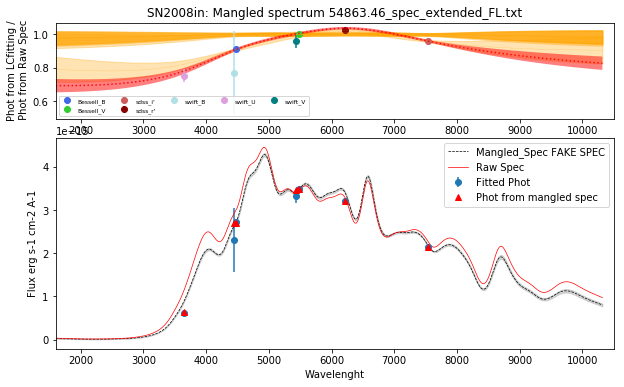 SN2008in: Mangled spectrum 54863.46_spec_extended_FL.txt
Phot from LCfitting /
Phot from Raw Spec
1.0
0.8
0.6
Bessell_B
Bessell_V
sdss_i'
sdss_r'
swift_B
swift_U
swift_V
2000 3000 4000 5000 6000 7000 8000 9000 10000
Flux erg s-1 cm-2 A-1
4
3
2
1
0
Mangled_Spec FAKE SPEC
Raw Spec
Fitted Phot
Phot from mangled spec
2000 3000 4000 5000 6000 7000 8000 9000 10000
Wavelenght